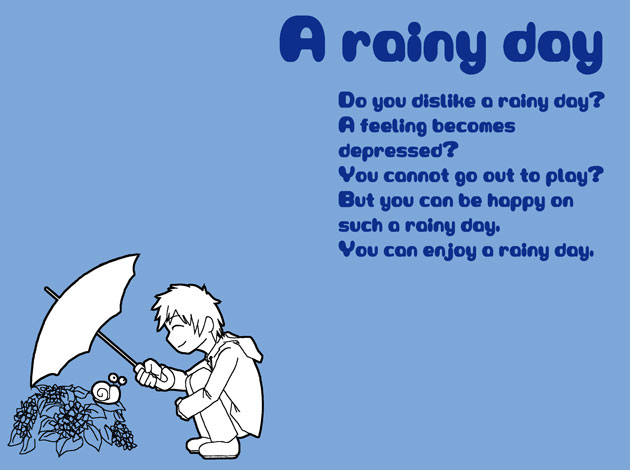 A rainy day
Do you dislike a rainy day?
A feeling becomes
depressed?
You cannot go out to play?
But you can be happy on
such a rainy day.
You can enjoy a rainy day.